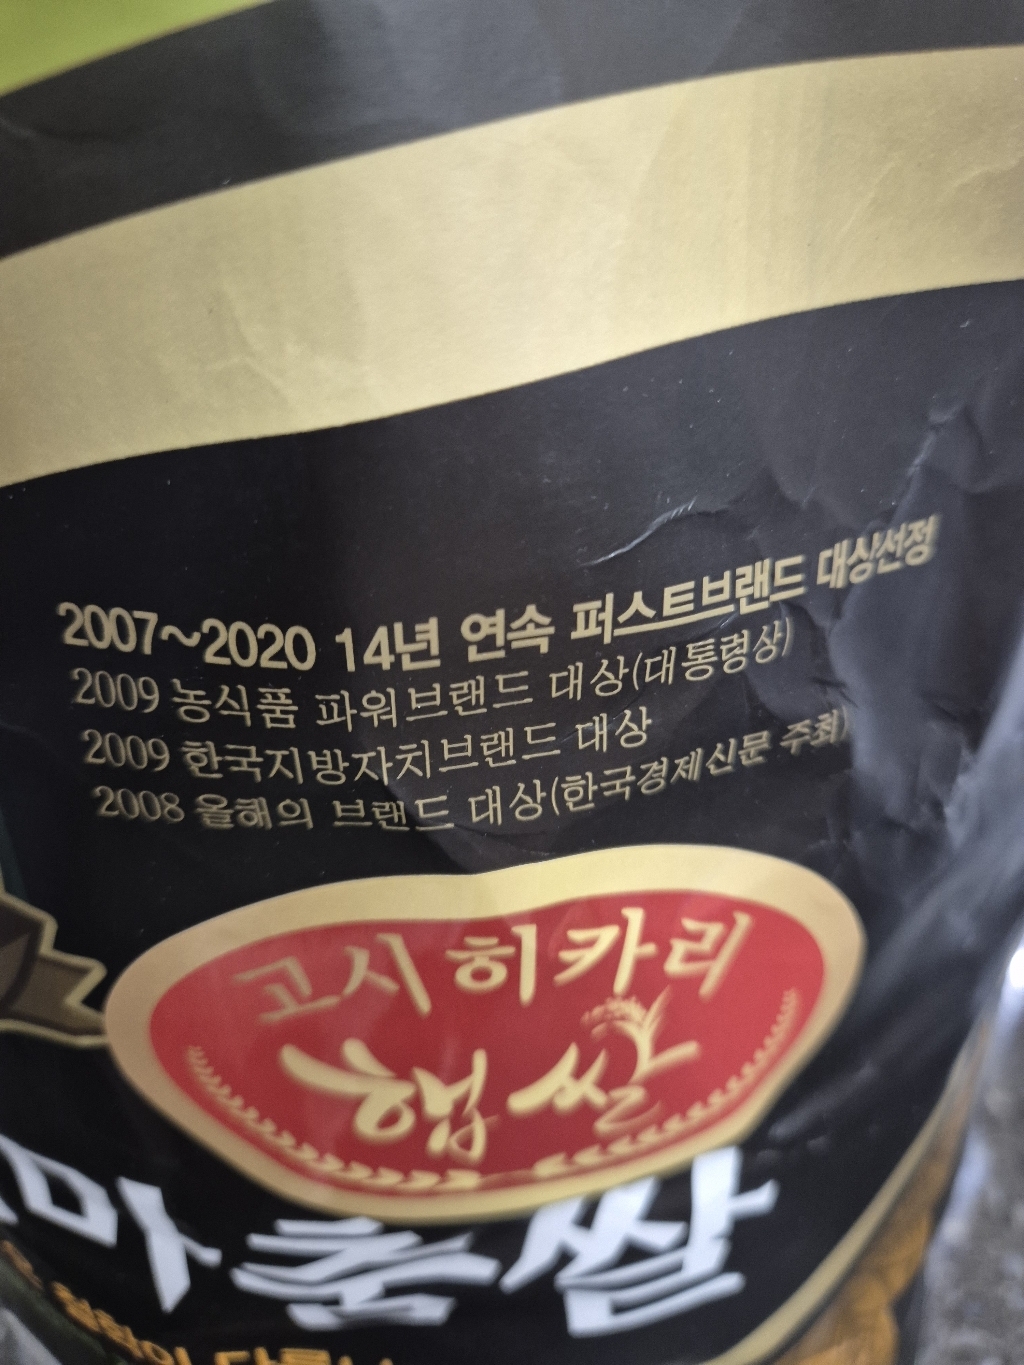 2007~2020 14년 연속 퍼스트브랜드 대상선정
2009 농식품 파워브랜드 대상(대통령상)
2009 한국지방자치브랜드 대상
2008 올해의 브랜드 대상(한국경제신문 주최)
고시히카리
햅쌀
마춤쌀